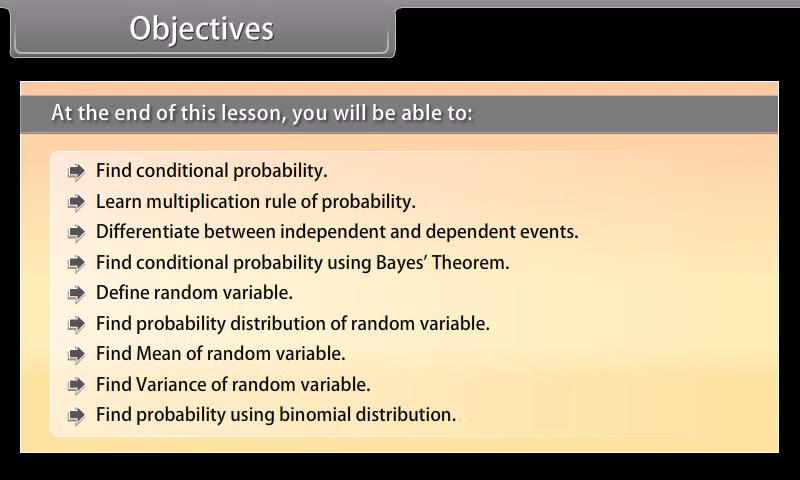 Objectives
At the end of this lesson, you will be able to:
Find conditional probability.
Learn multiplication rule of probability.
Differentiate between independent and dependent events.
Find conditional probability using Bayes’ Theorem.
Define random variable.
Find probability distribution of random variable.
Find Mean of random variable.
Find Variance of random variable.
Find probability using binomial distribution.